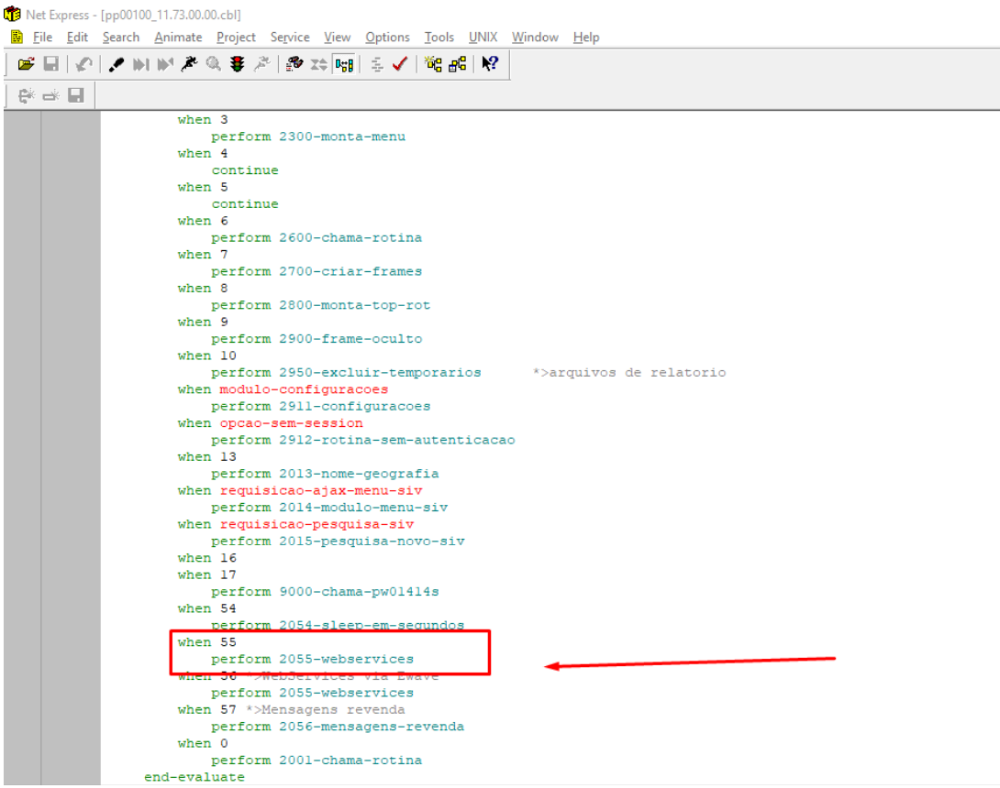 Net Express - [pp00100_11.73.00.00.cbl]
File Edit Search Animate Project Service View Options Tools UNIX Window Help
when 3
perform 2300-monta-menu
when 4
continue
when 5
continue
when 6
perform 2600-chama-rotina
when 7
perform 2700-criar-frames
when 8
perform 2800-monta-top-rot
when 9
perform 2900-frame-oculto
when 10
perform 2950-excluir-temporarios *>arquivos de relatorio
when modulo-configuracoes
perform 2911-configuracoes
when opcao-sem-session
perform 2912-rotina-sem-autenticacao
when 13
perform 2013-nome-geografia
when requisicao-ajax-menu-siv
perform 2014-modulo-menu-siv
when requisicao-pesquisa-siv
perform 2015-pesquisa-novo-siv
when 16
when 17
perform 9000-chama-pw01414s
when 54
perform 2054-sleep-em-segundos
when 55
perform 2055-webservices
when 56 *>WebServices via Ewave
perform 2055-webservices
when 57 *>Mensagens revenda
perform 2056-mensagens-revenda
when 0
perform 2001-chama-rotina
end-evaluate